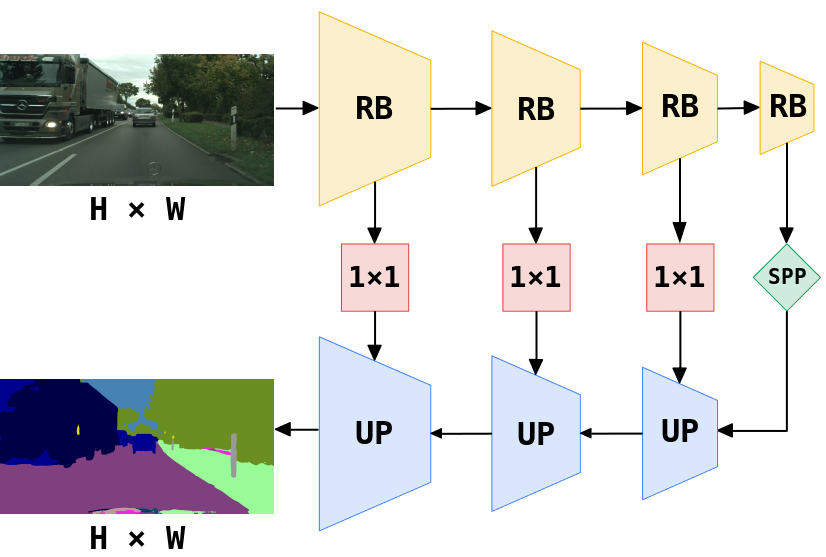 RB
RB
RB
RB
H × W
1×1
1×1
1×1
SPP
UP
UP
UP
H × W